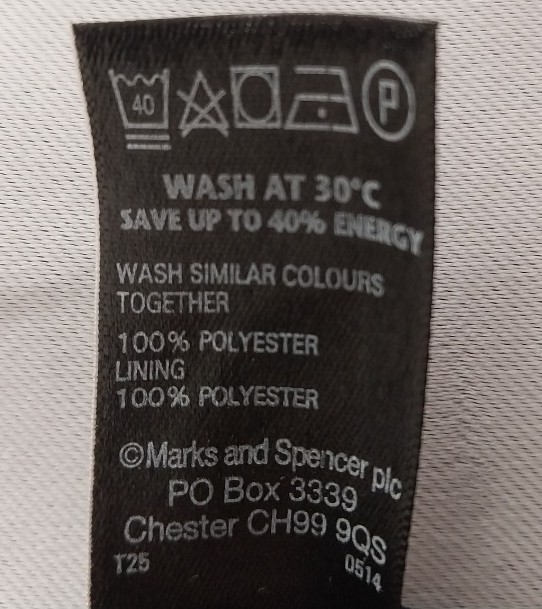 40 P
WASH AT 30°C
SAVE UP TO 40% ENERGY
WASH SIMILAR COLOURS
TOGETHER
100% POLYESTER
LINING
100% POLYESTER
©Marks and Spencer plc
PO Box 3339
Chester CH99 9QS
T25 0514